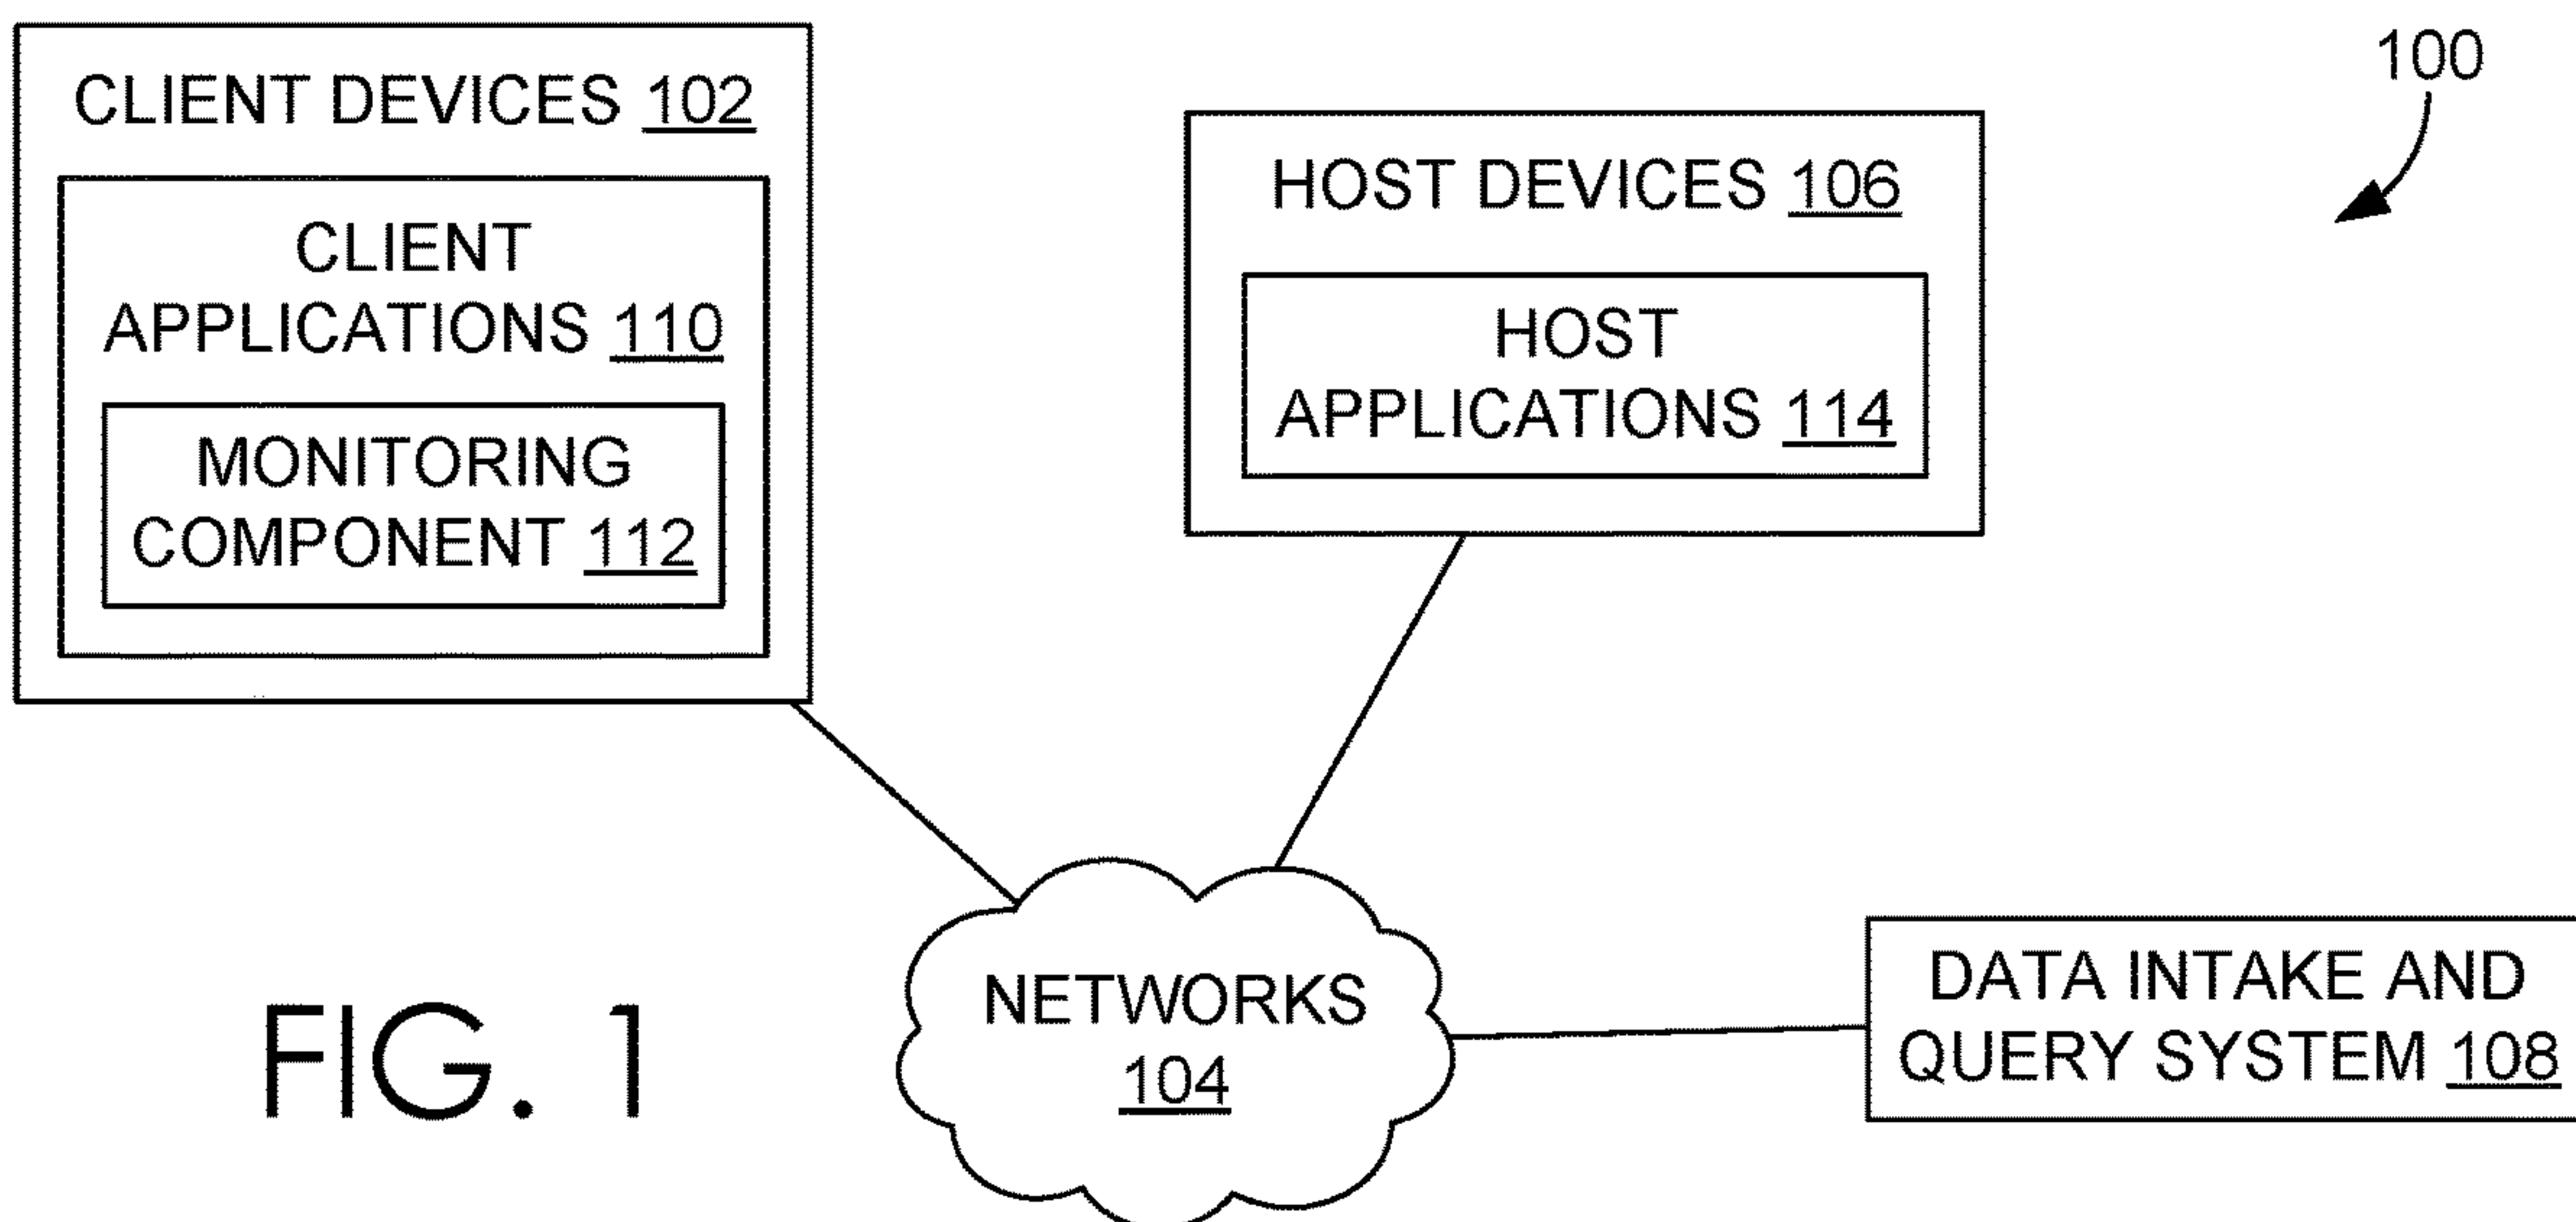 100
CLIENT DEVICES 102
CLIENT
APPLICATIONS 110
MONITORING
COMPONENT 112
HOST DEVICES 106
HOST
APPLICATIONS 114
NETWORKS
104
DATA INTAKE AND
QUERY SYSTEM 108
FIG. 1